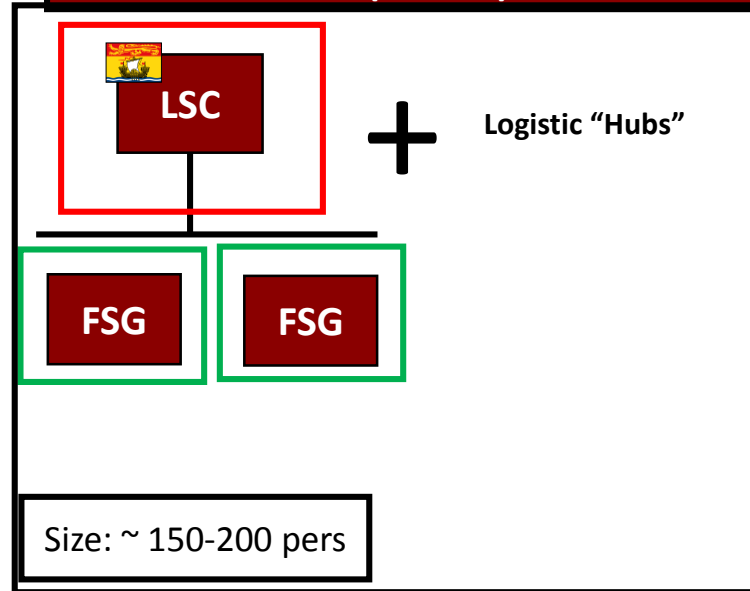 LSC
Logistic “Hubs”
FSG
FSG
Size: ~ 150-200 pers